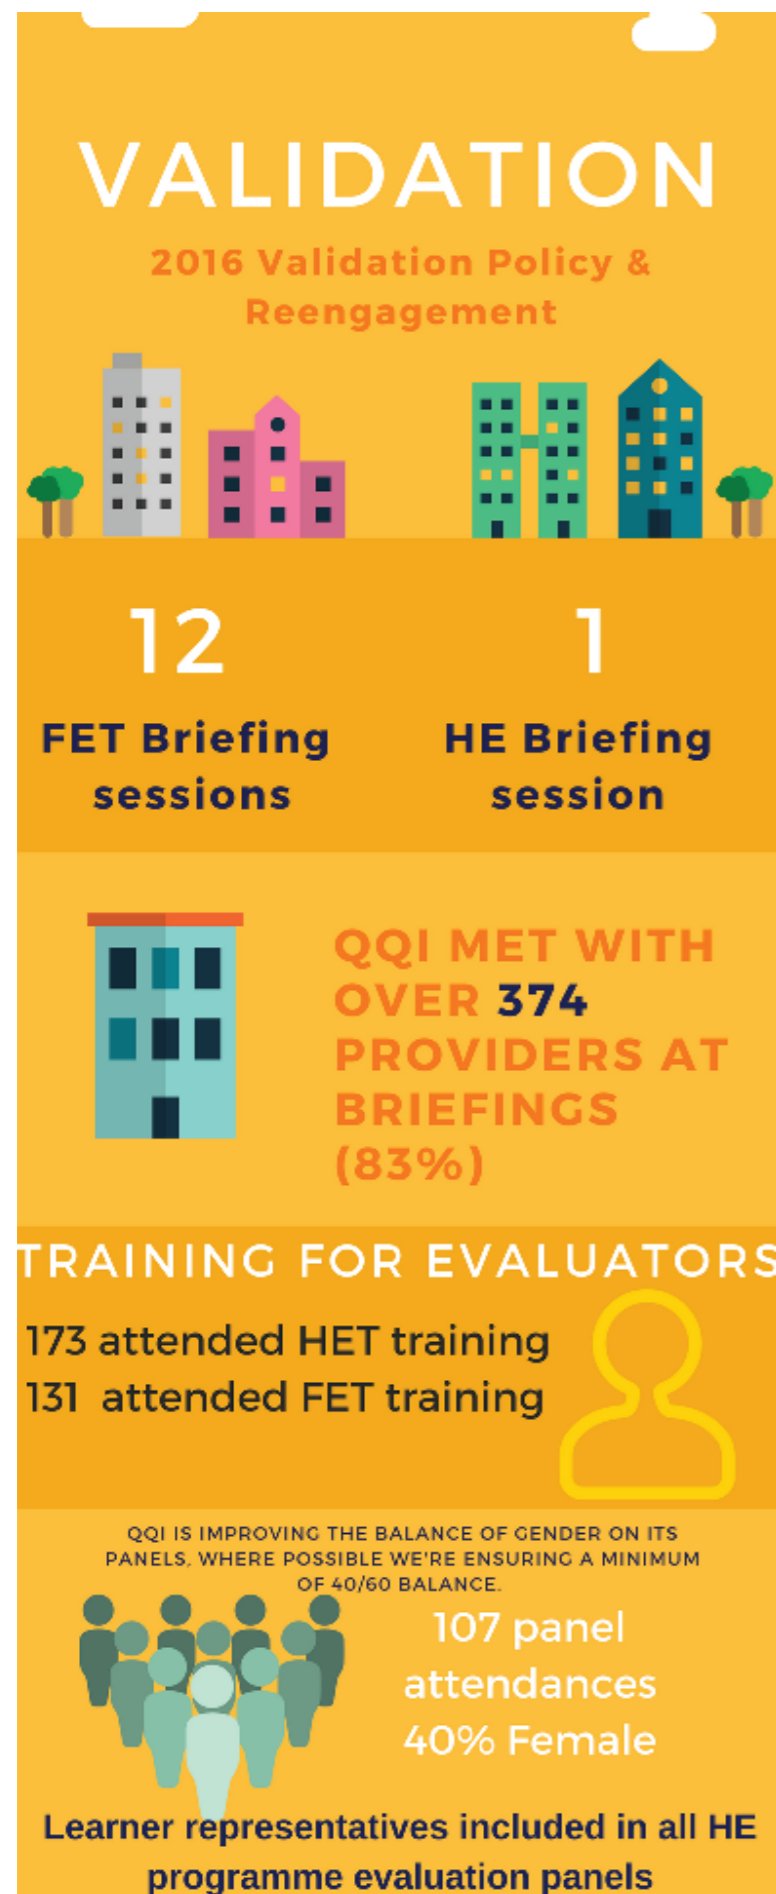 VALIDATION
2016 Validation Policy &
Reengagement
12
FET Briefing
sessions
1
HE Briefing
session
QQI MET WITH
OVER 374
PROVIDERS AT
BRIEFINGS
(83%)
TRAINING FOR EVALUATORS
173 attended HET training
131 attended FET training
QQI IS IMPROVING THE BALANCE OF GENDER ON ITS
PANELS, WHERE POSSIBLE WE'RE ENSURING A MINIMUM
OF 40/60 BALANCE.
107 panel
attendances
40% Female
Learner representatives included in all HE
programme evaluation panels